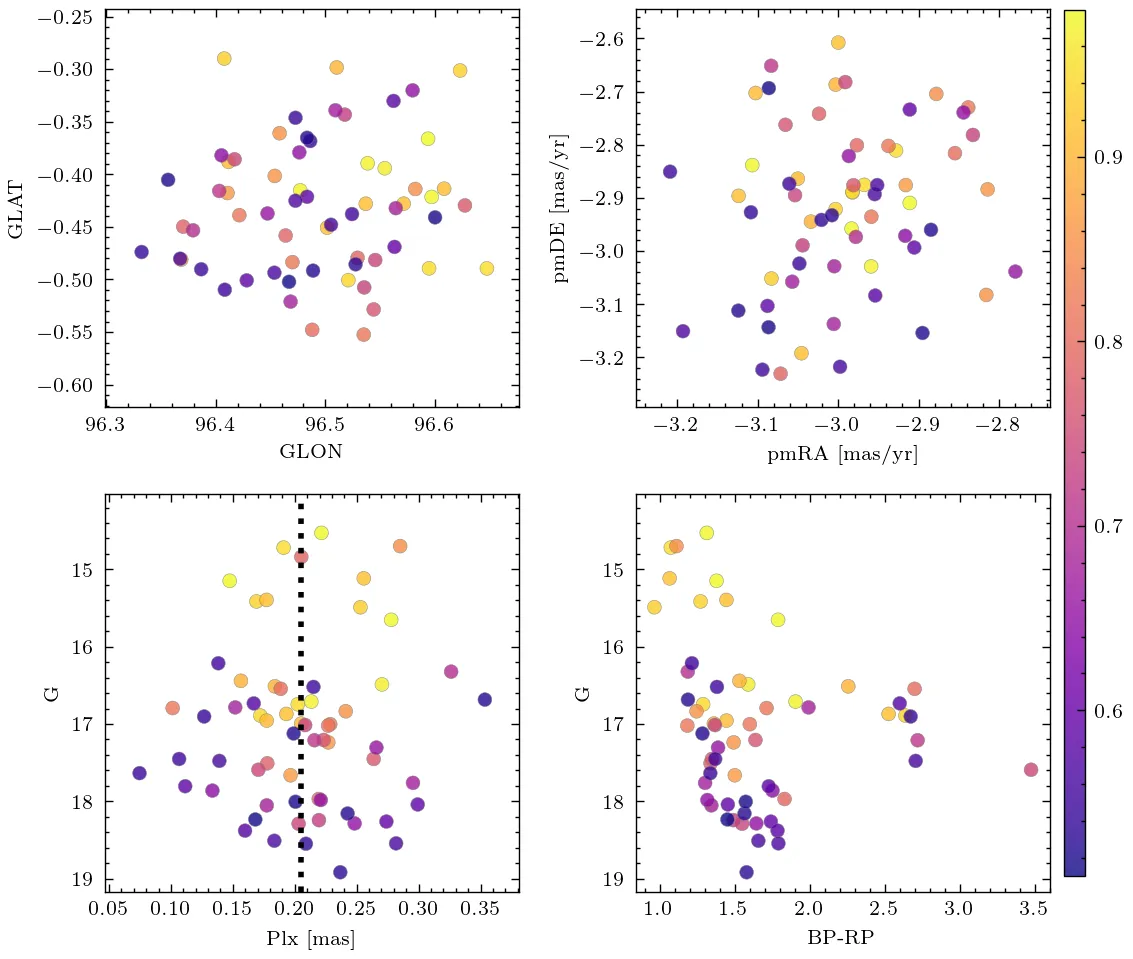 −0.25
−0.30
−0.35
−0.40
−0.45
−0.50
−0.55
−0.60
GLAT
96.3 96.4 96.5 96.6
GLON
−2.6
−2.7
−2.8
−2.9
−3.0
−3.1
−3.2
pmDE [mas/yr]
−3.2 −3.1 −3.0 −2.9 −2.8
pmRA [mas/yr]
0.9
0.8
0.7
0.6
15
16
17
18
19
G
0.05 0.10 0.15 0.20 0.25 0.30 0.35
Plx [mas]
15
16
17
18
19
G
1.0 1.5 2.0 2.5 3.0 3.5
BP-RP